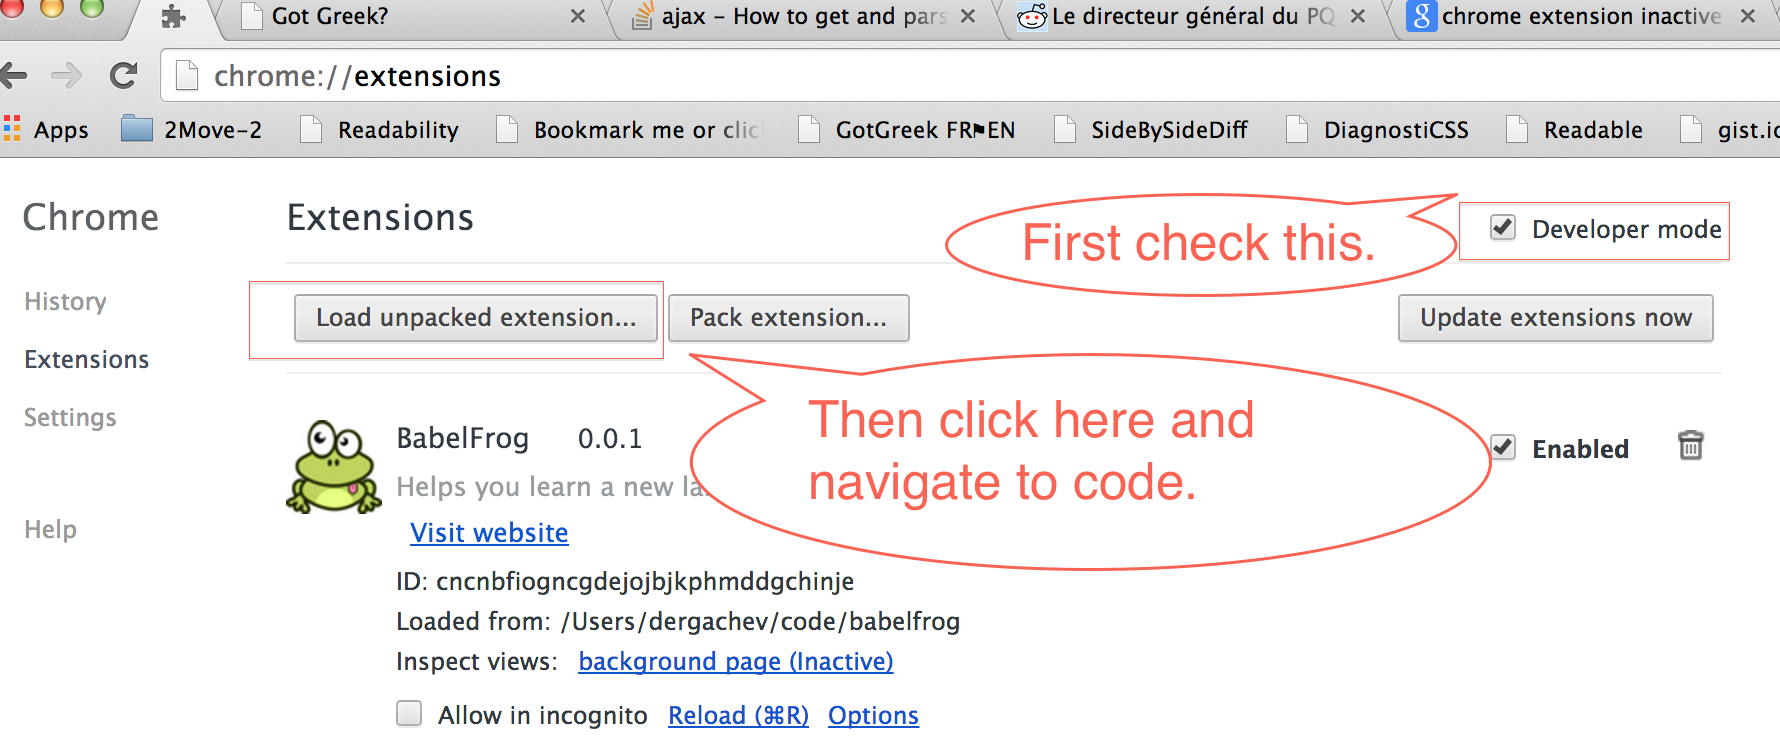 Got Greek?
ajax – How to get and pars
Le directeur général du PQ
chrome extension inactive
chrome://extensions
Apps 2Move-2 Readability Bookmark me or clic GotGreek FR⚑EN SideBySideDiff DiagnostiCSS Readable gist.io
Chrome
Extensions
First check this.
Developer mode
History
Extensions
Settings
Help
Load unpacked extension... Pack extension... Update extensions now
Then click here and
navigate to code.
BabelFrog 0.0.1
Enabled
Helps you learn a new la
Visit website
ID: cncnbfiogncgdejojbjkphmddgchinje
Loaded from: /Users/dergachev/code/babelfrog
Inspect views: background page (Inactive)
Allow in incognito Reload (⌘R) Options